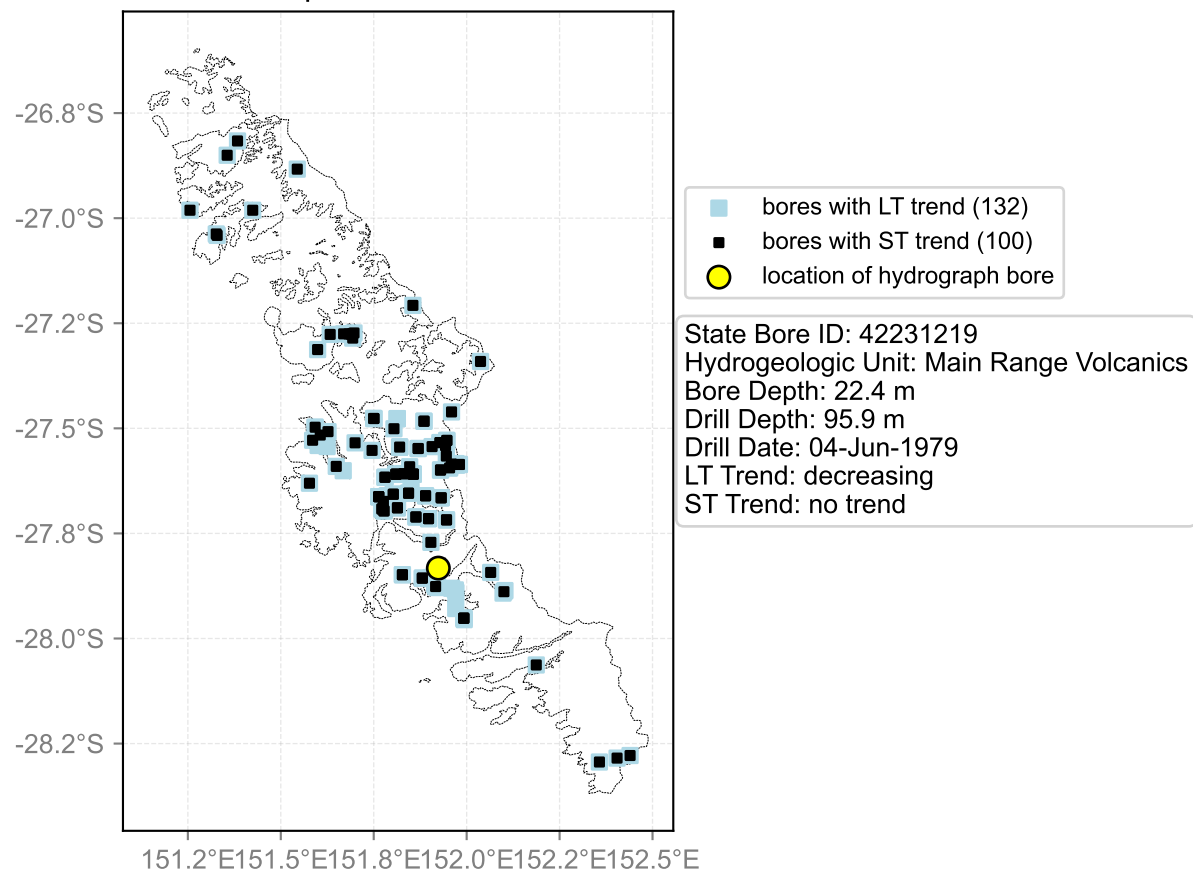 -26.8°S
-27.0°S
-27.2°S
-27.5°S
-27.8°S
-28.0°S
-28.2°S
151.2°E151.5°E151.8°E152.0°E152.2°E152.5°E
bores with LT trend (132)
bores with ST trend (100)
location of hydrograph bore
State Bore ID: 42231219
Hydrogeologic Unit: Main Range Volcanics
Bore Depth: 22.4 m
Drill Depth: 95.9 m
Drill Date: 04-Jun-1979
LT Trend: decreasing
ST Trend: no trend